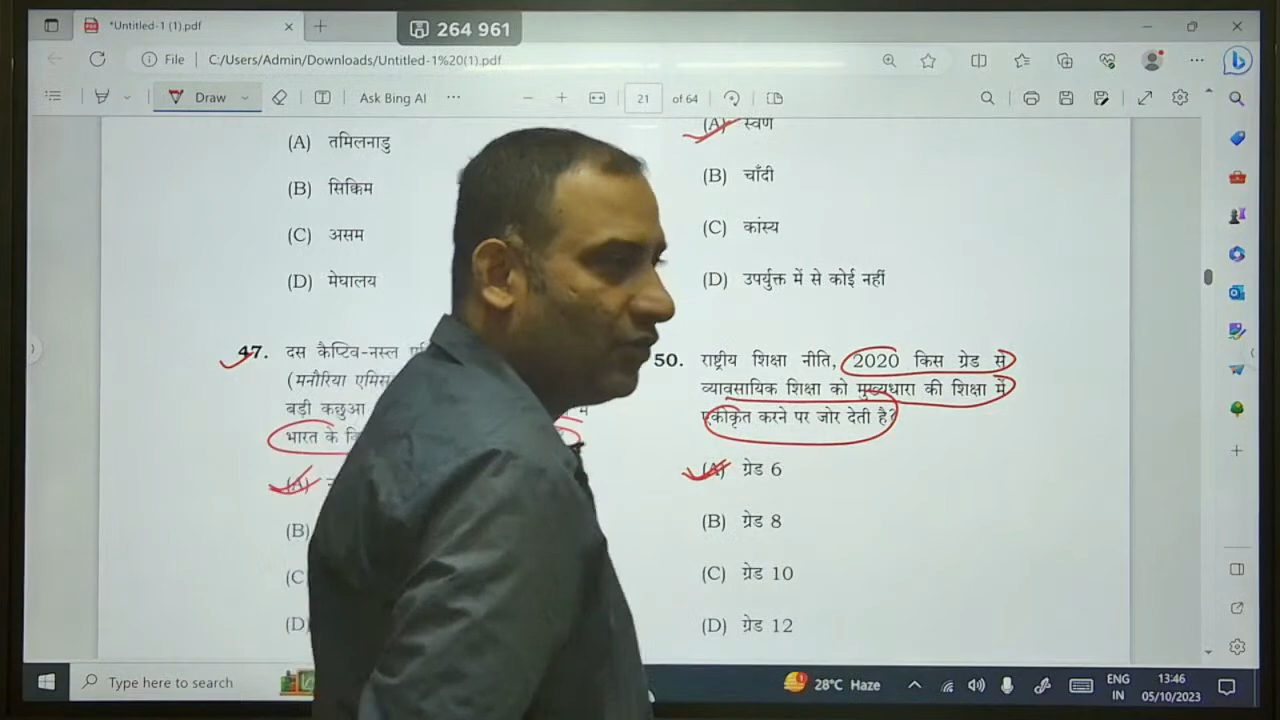 *Untitled-1 (1).pdf
264 961
File
C:/Users/Admin/Downloads/Untitled-1%20(1).pdf
Draw
Ask Bing AI
21
of 64
(A) तमिलनाडु
(B) सिक्किम
(C) असम
(D) मेघालय
47. दस कैप्टिव-नस्ल
(मनौरिया
बड़ी कछुआ में
भारत के
(A)
(B)
(C
(D)
(A) स्वर्ण
(B) चाँदी
(C) कांस्य
(D) उपर्युक्त में से कोई नहीं
50. राष्ट्रीय शिक्षा नीति, 2020 किस ग्रेड से
व्यावसायिक शिक्षा को मुख्यधारा की शिक्षा में
एकीकृत करने पर जोर देती है?
(A) ग्रेड 6
(B) ग्रेड 8
(C) ग्रेड 10
(D) ग्रेड 12
Type here to search
28°C Haze
ENG
IN
13:46
05/10/2023